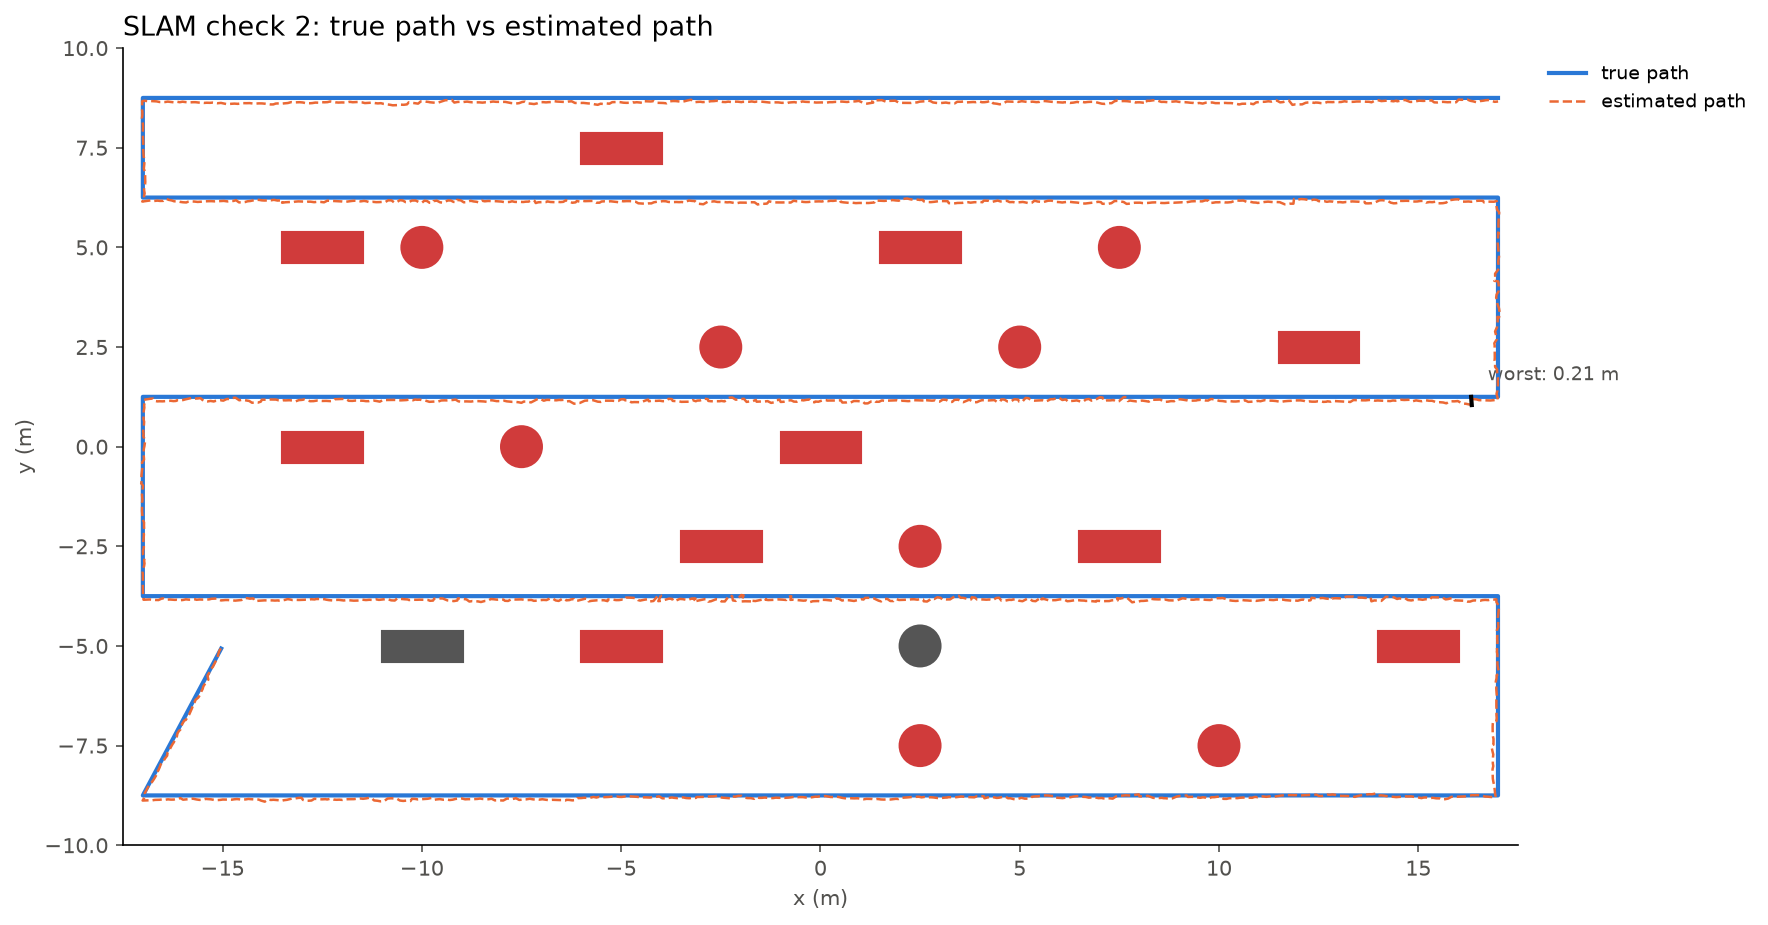 SLAM check 2: true path vs estimated path
true path
estimated path
10.0
7.5
5.0
2.5
0.0
−2.5
−5.0
−7.5
−10.0
y (m)
worst: 0.21 m
−15
−10
−5
0
5
10
15
x (m)